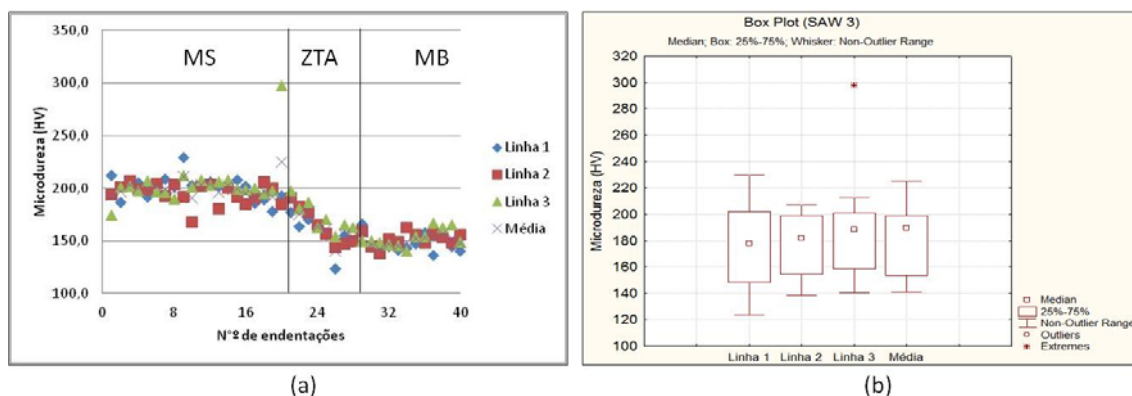 MS ZTA MB
350,0
300,0
250,0
200,0
150,0
100,0
Microdureza (HV)
0 8 16 24 32 40
N°º de endentações
Linha 1
Linha 2
Linha 3
Média
(a)
Box Plot (SAW 3)
Median; Box: 25%-75%; Whisker: Non-Outlier Range
320
300
280
260
240
220
200
180
160
140
120
100
Microdureza (HV)
Linha 1 Linha 2 Linha 3 Média
Median
25%-75%
Non-Outlier Range
Outliers
Extremes
(b)